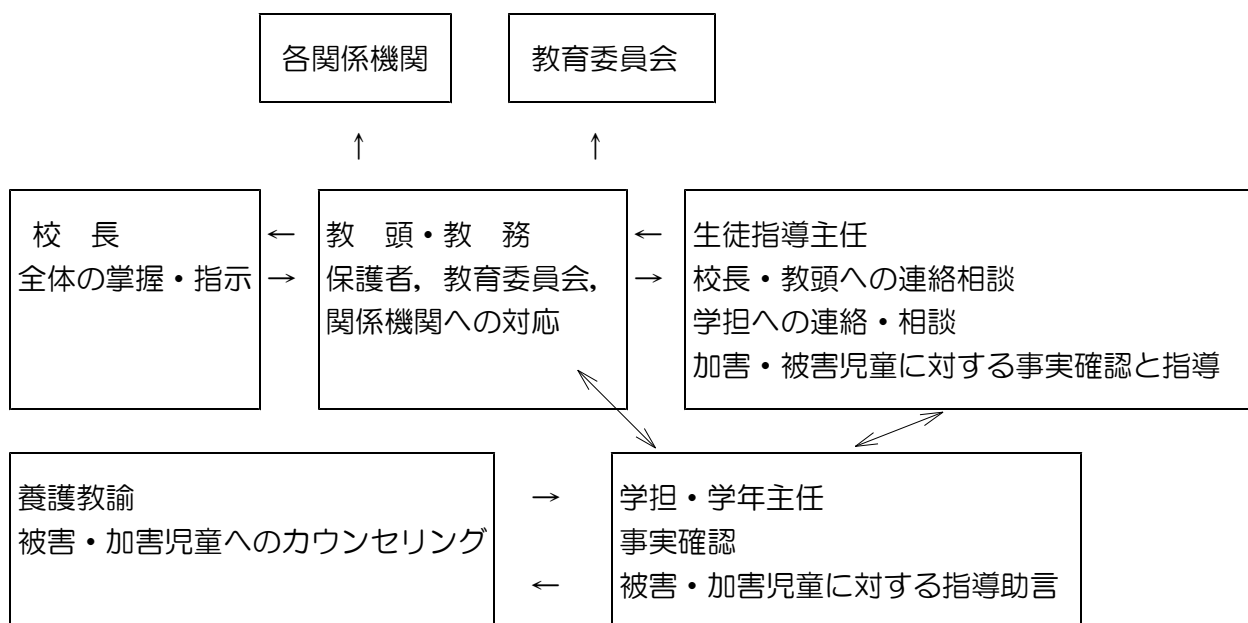 各関係機関
教育委員会
↑ ↑
校 長
全体の掌握・指示
←
→
教 頭・教 務
保護者，教育委員会，
関係機関への対応
←
→
生徒指導主任
校長・教頭への連絡相談
学担への連絡・相談
加害・被害児童に対する事実確認と指導
養護教諭
被害・加害児童へのカウンセリング
→
←
学担・学年主任
事実確認
被害・加害児童に対する指導助言